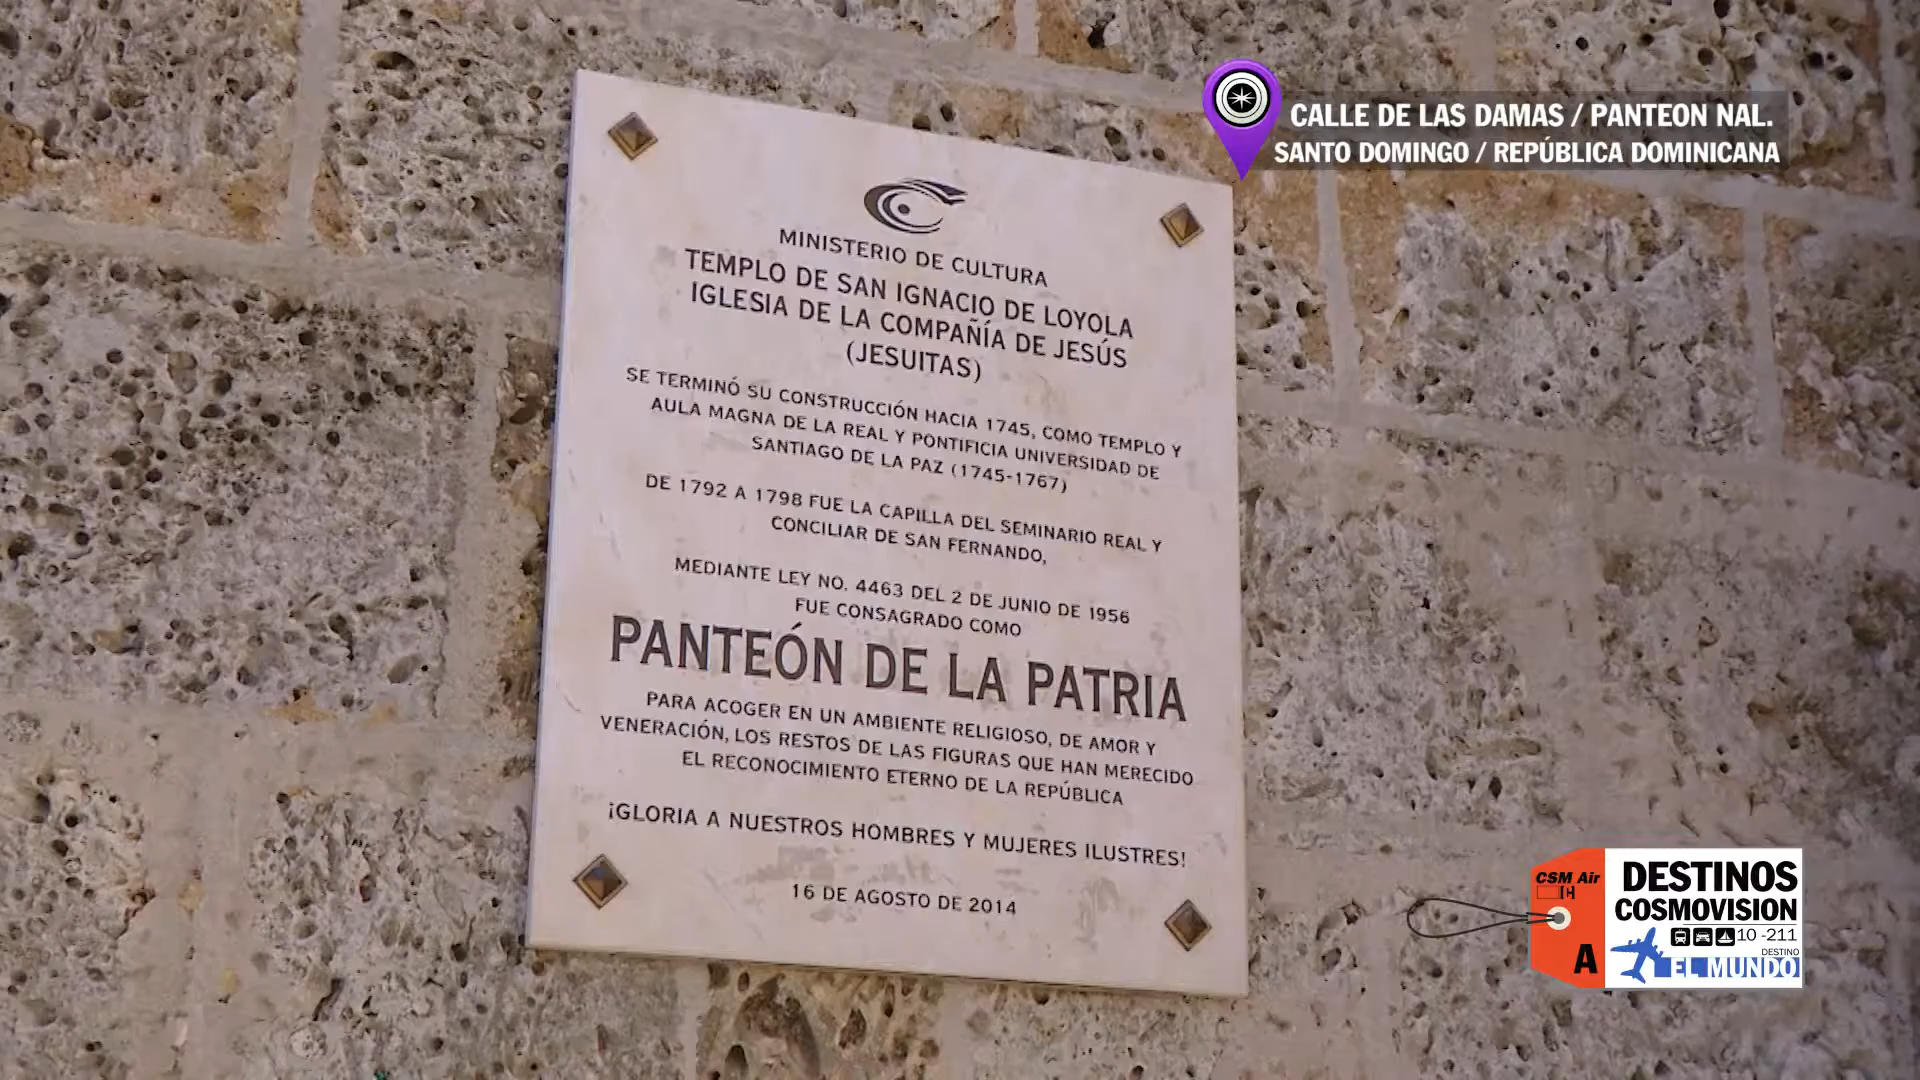 CALLE DE LAS DAMAS / PANTEON NAL.
SANTO DOMINGO / REPÚBLICA DOMINICANA
MINISTERIO DE CULTURA
TEMPLO DE SAN IGNACIO DE LOYOLA
IGLESIA DE LA COMPAÑÍA DE JESÚS
(JESUITAS)
SE TERMINÓ SU CONSTRUCCIÓN HACIA 1745, COMO TEMPLO Y
AULA MAGNA DE LA REAL Y PONTIFICIA UNIVERSIDAD DE
SANTIAGO DE LA PAZ (1745-1767)
DE 1792 A 1798 FUE LA CAPILLA DEL SEMINARIO REAL Y
CONCILIAR DE SAN FERNANDO,
MEDIANTE LEY NO. 4463 DEL 2 DE JUNIO DE 1956
FUE CONSAGRADO COMO
PANTEÓN DE LA PATRIA
PARA ACOGER EN UN AMBIENTE RELIGIOSO, DE AMOR Y
VENERACIÓN, LOS RESTOS DE LAS FIGURAS QUE HAN MERECIDO
EL RECONOCIMIENTO ETERNO DE LA REPÚBLICA
¡GLORIA A NUESTROS HOMBRES Y MUJERES ILUSTRES!
16 DE AGOSTO DE 2014
CSM Air
A
DESTINOS
COSMOVISION
10 -211
DESTINO
EL MUNDO